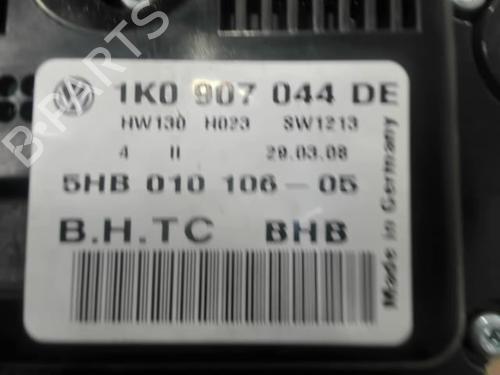 1K0 907 044 DE
HW130 H023 SW1213
4 II 29.03.08
5HB 010 106-05
B.H.TC BHB
Made in Germany
B-PARTS